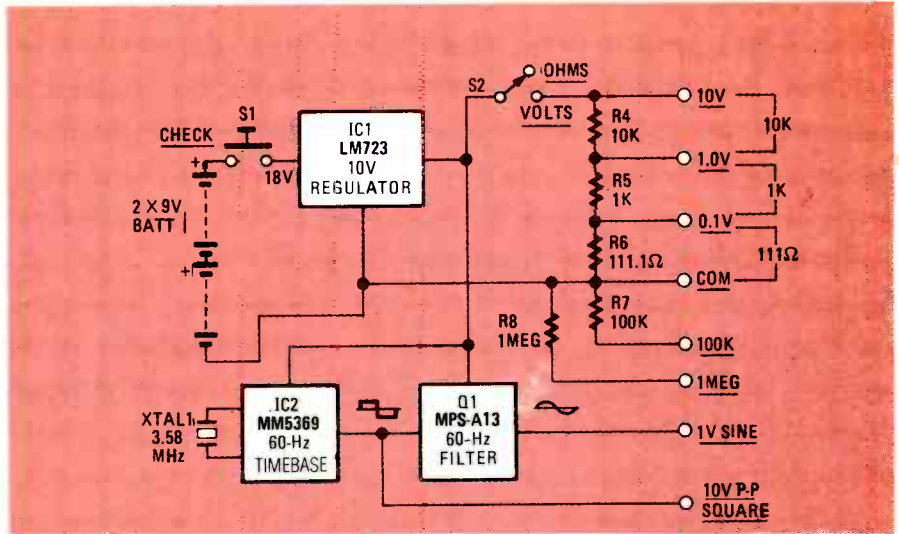 CHECK
S1
+
18V
2 X 9V
BATT
+
IC1
LM723
10V
REGULATOR
S2
OHMS
VOLTS
R4
10K
R5
1K
R6
111.1Ω
R7
100K
R8
1MEG
10V
10K
1.0V
1K
0.1V
111Ω
COM
100K
1MEG
1V SINE
10V P-P
SQUARE
XTAL1
3.58
MHz
IC2
MM5369
60-Hz
TIMEBASE
Q1
MPS-A13
60-Hz
FILTER